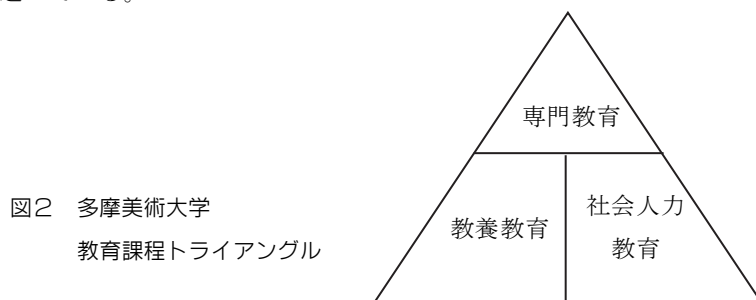 専門教育
図2 多摩美術大学
教育課程トライアングル
教養教育
社会人力
教育